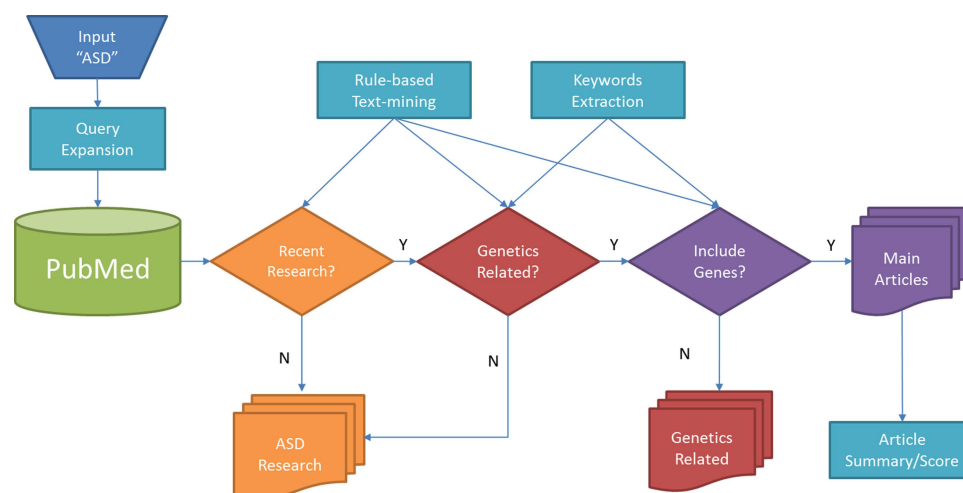 Input
“ASD”
Rule-based
Text-mining
Keywords
Extraction
Query
Expansion
PubMed
Recent
Research?
Y
Genetics
Related?
Y
Include
Genes?
Y
Main
Articles
N
N
N
ASD
Research
Genetics
Related
Article
Summary/Score